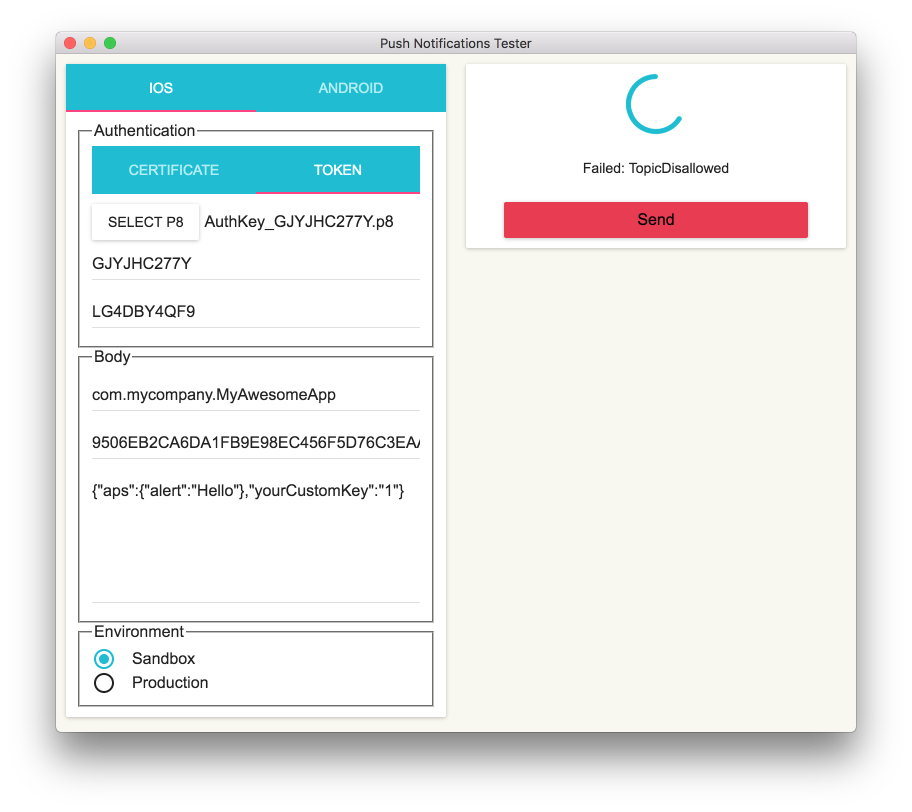 Push Notifications Tester
IOS
ANDROID
Authentication
CERTIFICATE
TOKEN
SELECT P8
AuthKey_GJYJHC277Y.p8
GJYJHC277Y
LG4DBY4QF9
Body
com.mycompany.MyAwesomeApp
9506EB2CA6DA1FB9E98EC456F5D76C3EAA
{"aps":{"alert":"Hello"},"yourCustomKey":"1"}
Environment
Sandbox
Production
Failed: TopicDisallowed
Send